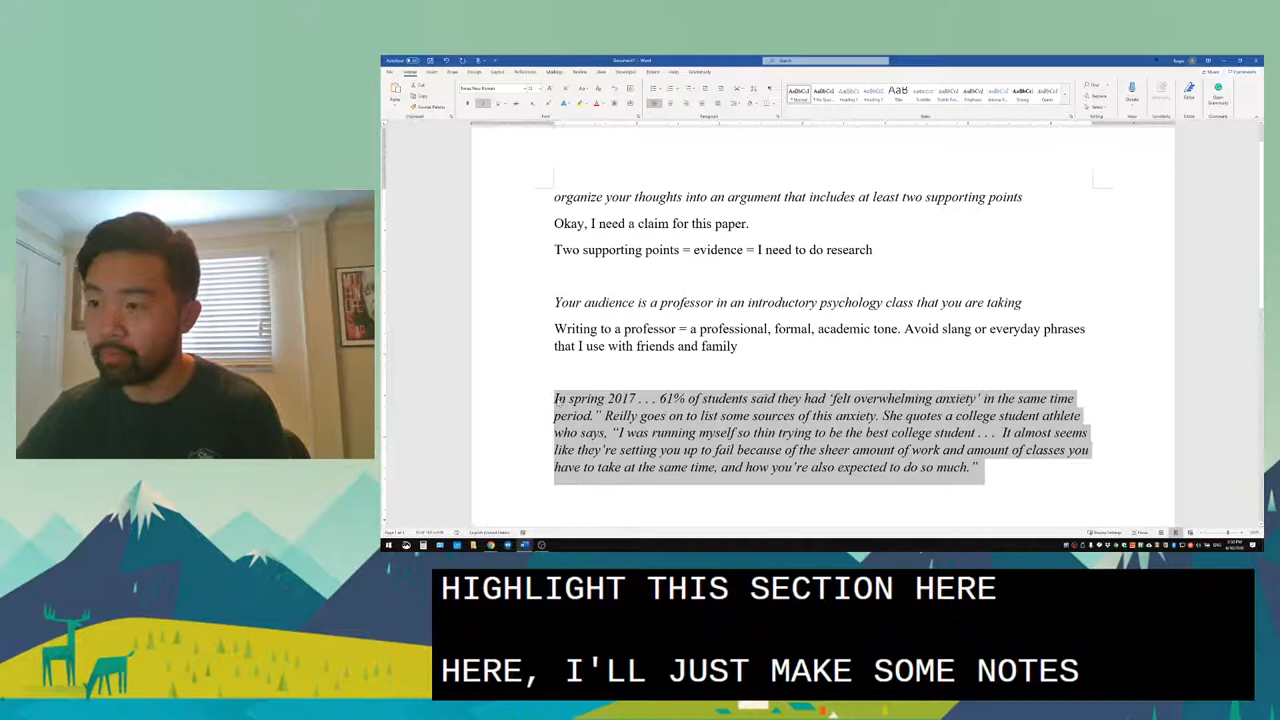 Search
organize your thoughts into an argument that includes at least two supporting points
Okay, I need a claim for this paper.
Two supporting points = evidence = I need to do research
Your audience is a professor in an introductory psychology class that you are taking
Writing to a professor = a professional, formal, academic tone. Avoid slang or everyday phrases
that I use with friends and family
In spring 2017 . . . 61% of students said they had ‘felt overwhelming anxiety’ in the same time
period.” Reilly goes on to list some sources of this anxiety. She quotes a college student athlete
who says, “I was running myself so thin trying to be the best college student . . . It almost seems
like they’re setting you up to fail because of the sheer amount of work and amount of classes you
have to take at the same time, and how you’re also expected to do so much.”
HIGHLIGHT THIS SECTION HERE
HERE, I'LL JUST MAKE SOME NOTES